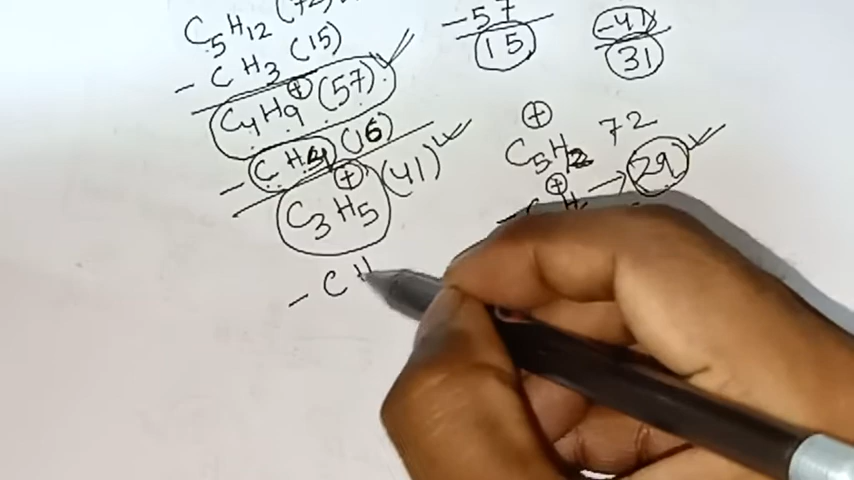 C5H12 (72)
- CH3 (15)
C4H9 ⊕ (57)
- CH4 (16)
C3H5 ⊕ (41)
- CH
-57
15
-41
31
⊕
C5H12 72
⊕ → 29